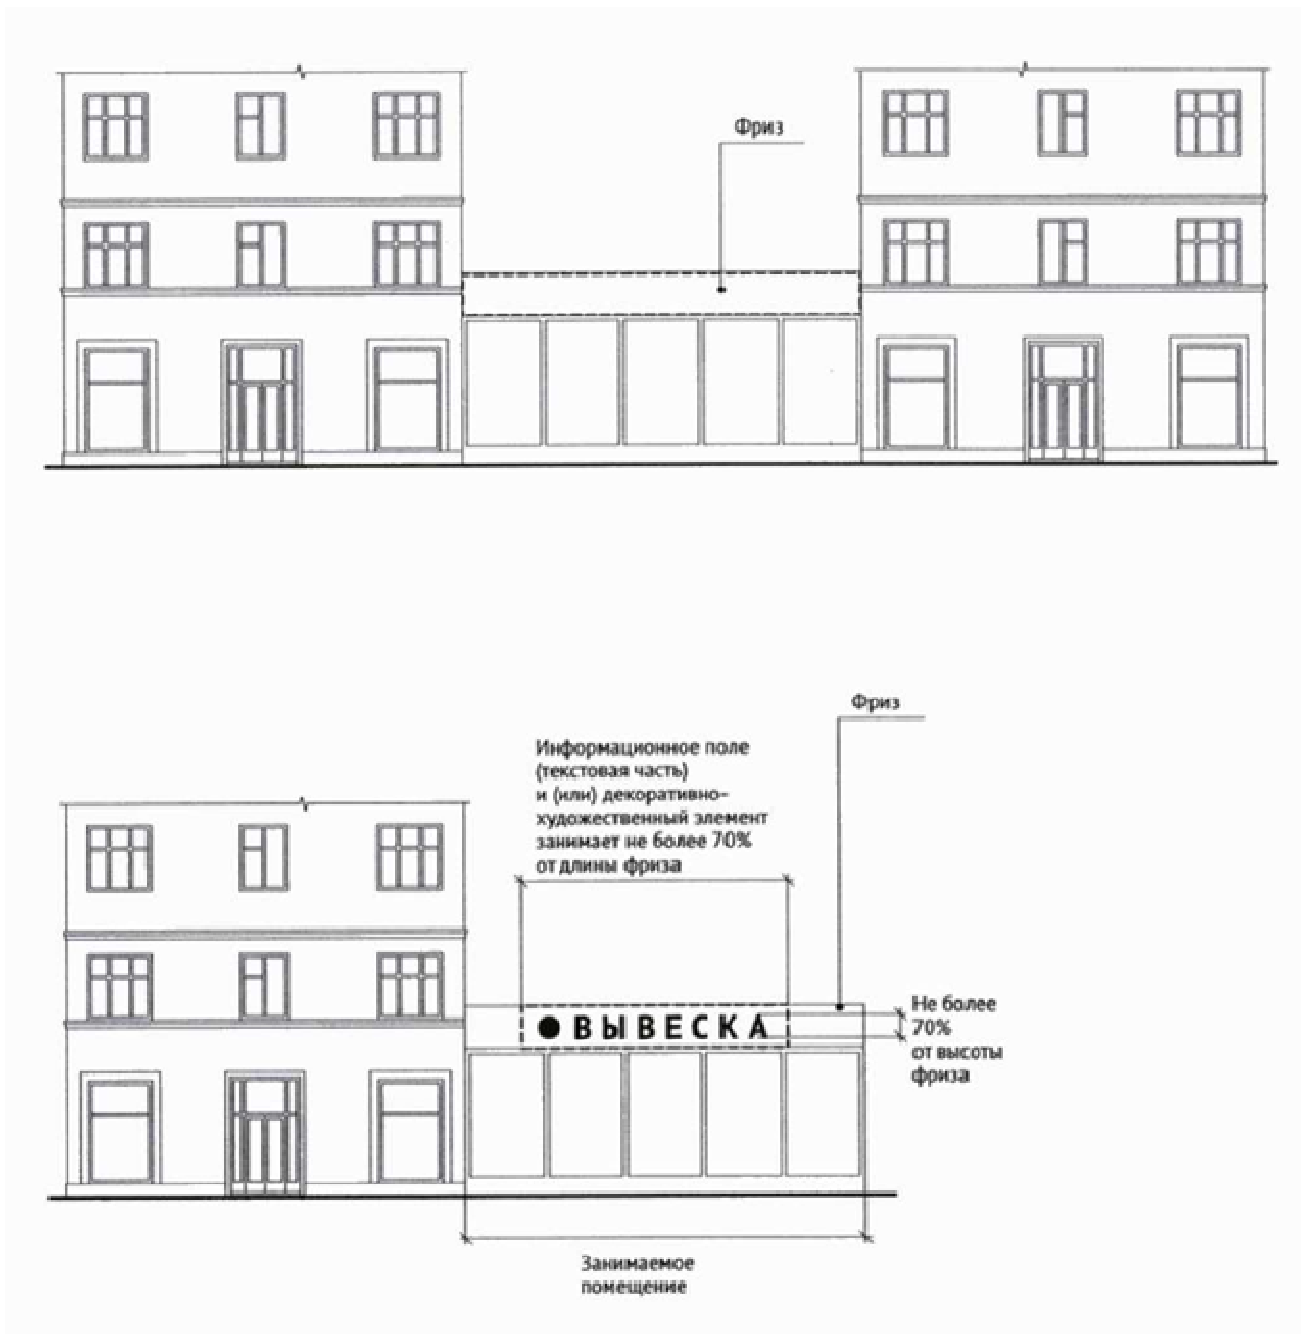 Фриз
Фриз
Информационное поле
(текстовая часть)
и (или) декоративно-
художественный элемент
занимает не более 70%
от длины фриза
ВЫВЕСКА
Не более
70%
от высоты
фриза
Занимаемое
помещение